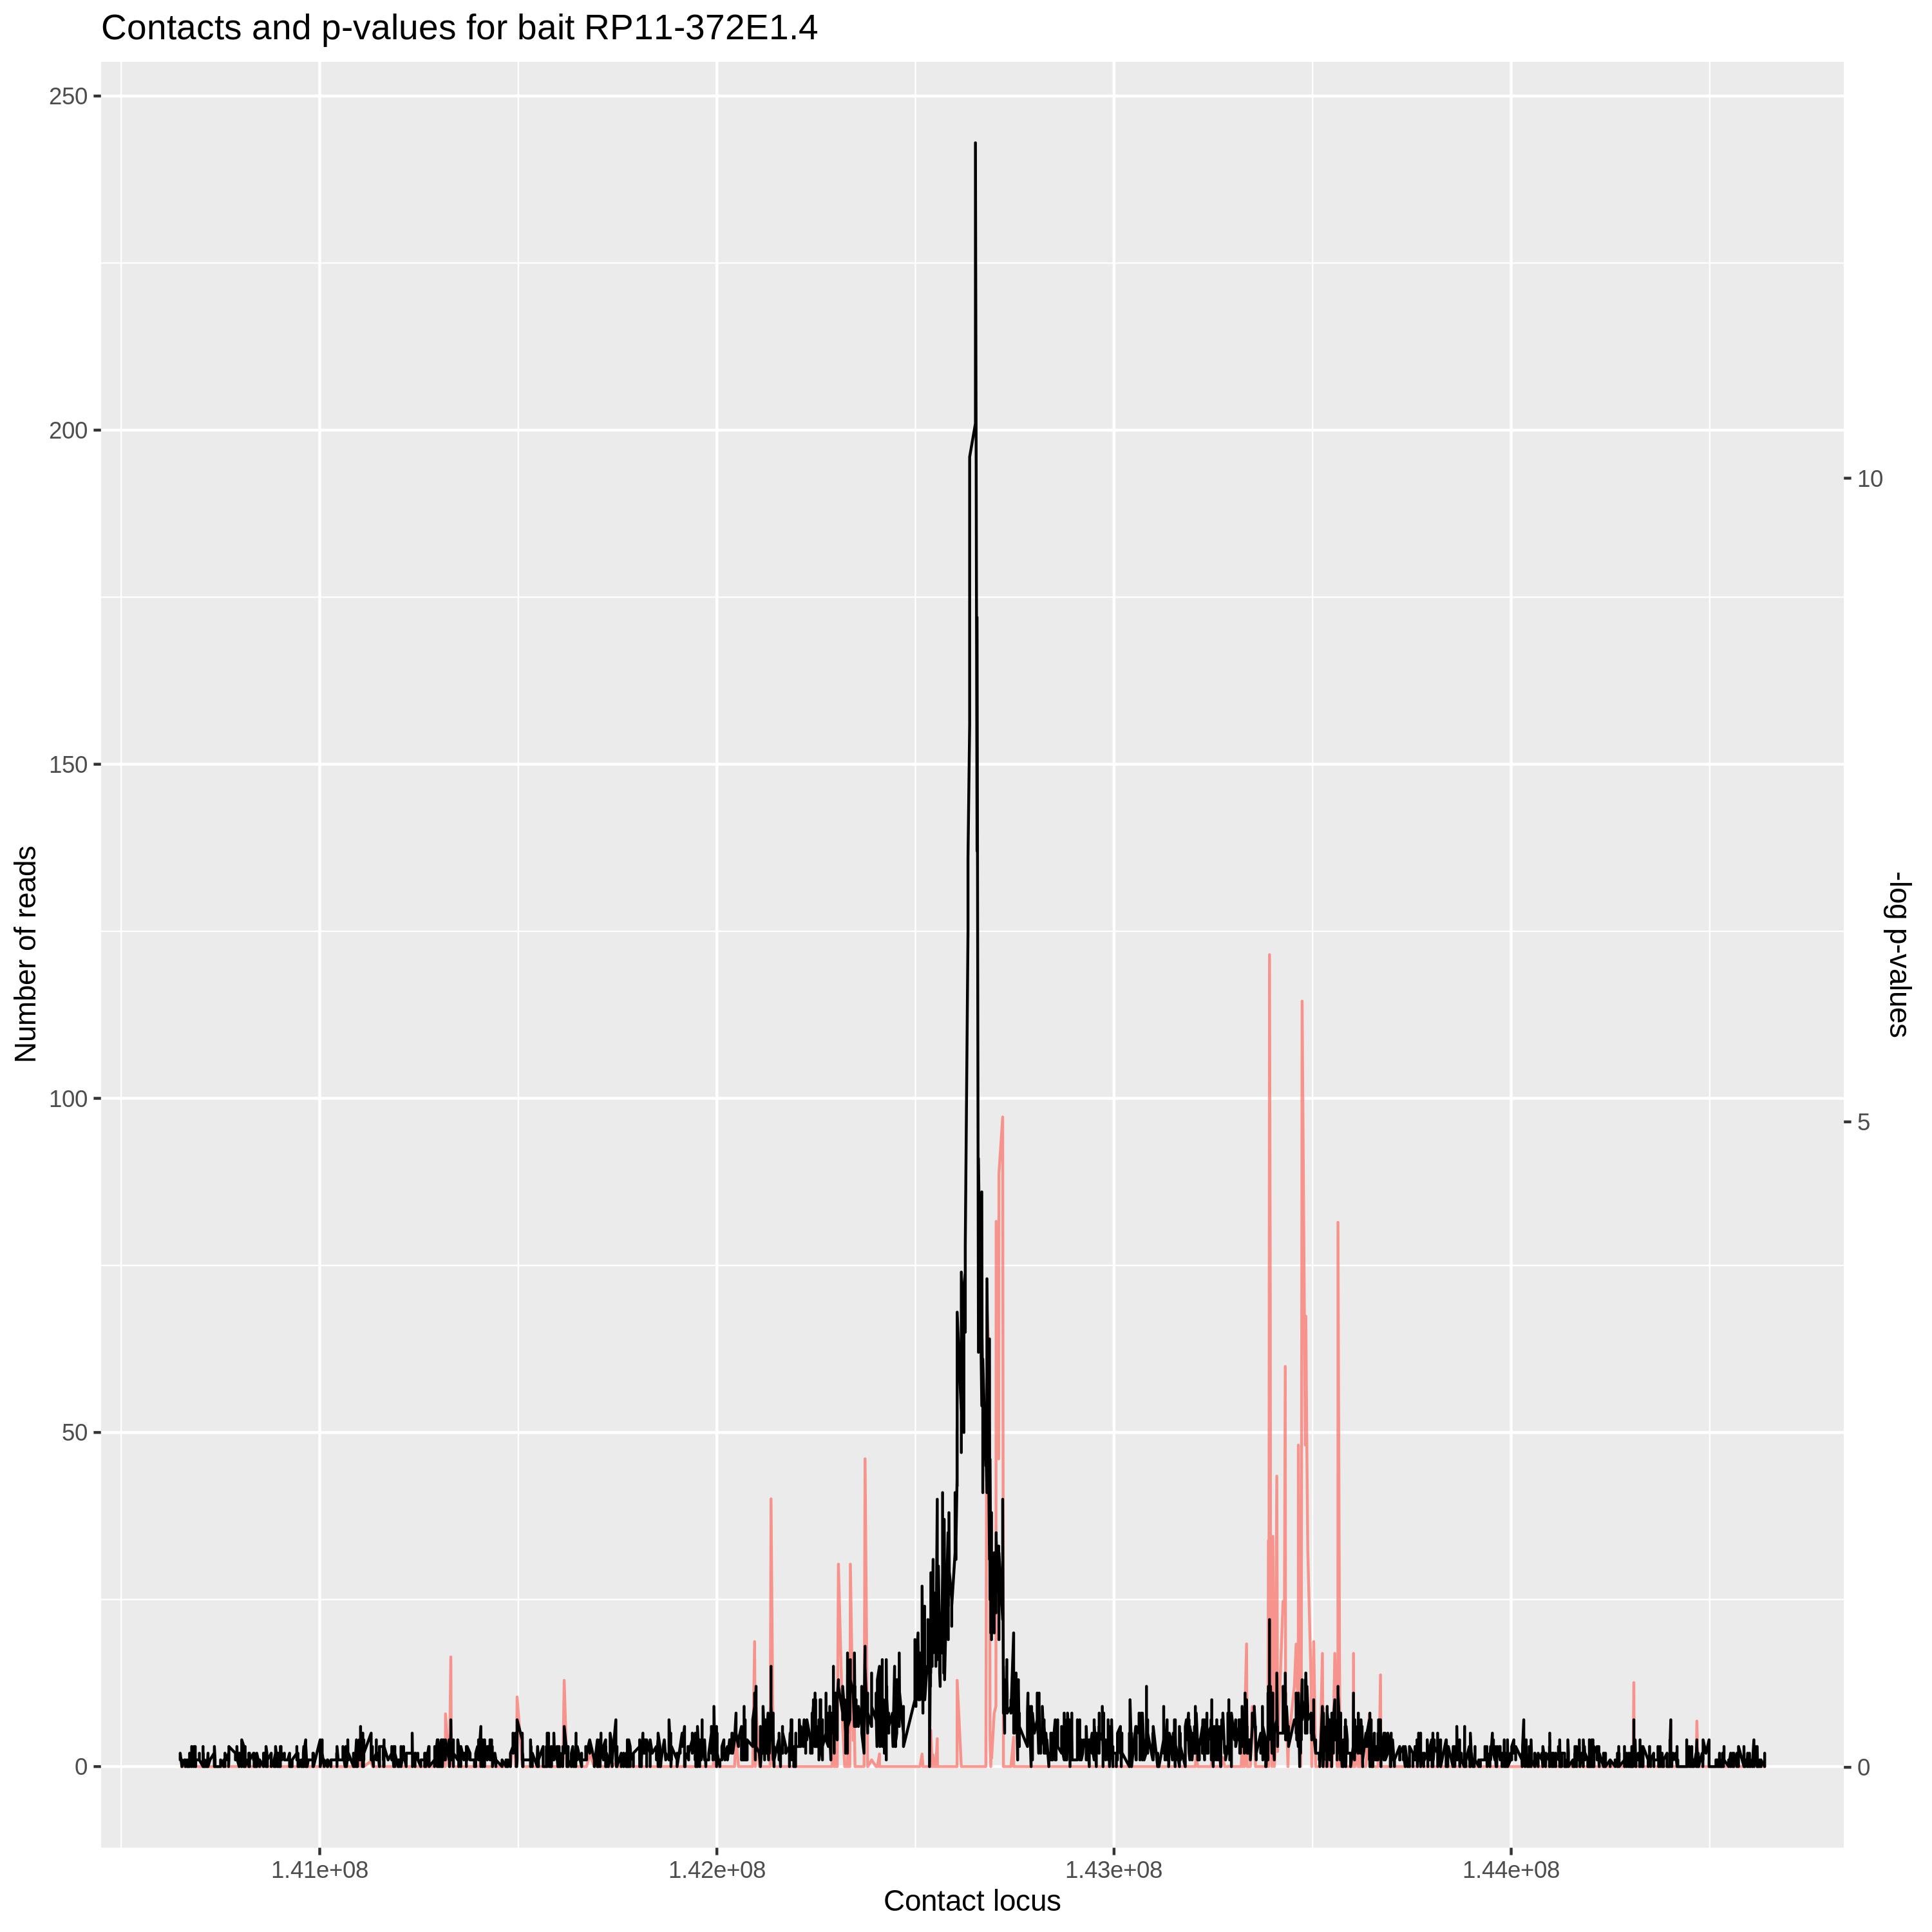 Contacts and p-values for bait RP11-372E1.4
250
200
150
100
50
0
Number of reads
10
5
0
-log p-values
1.41e+08
1.42e+08
1.43e+08
1.44e+08
Contact locus